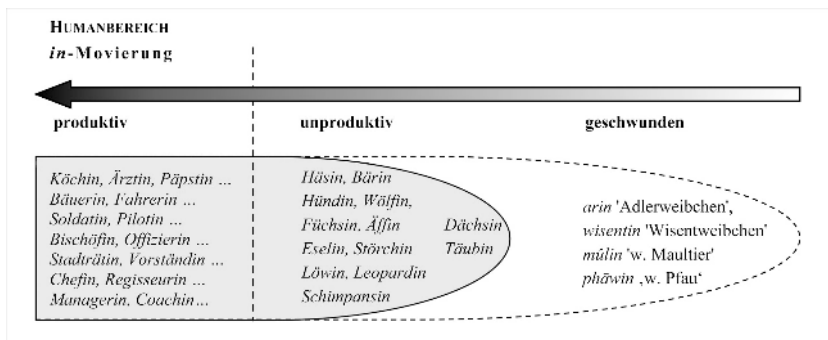 HUMANBEREICH
in-Movierung
produktiv unproduktiv geschwunden
Köchin, Ärztin, Päpstin ...
Bäuerin, Fahrerin ...
Soldatin, Pilotin ...
Bischöfin, Offizierin ...
Stadträtin, Vorständin ...
Chefin, Regisseurin ...
Managerin, Coachin ...
Häsin, Bärin
Hündin, Wölfin,
Füchsin, Äffin Dächsin
Eselin, Störchin Täubin
Löwin, Leopardin
Schimpansin
arin 'Adlerweibchen',
wisentin 'Wisentweibchen'
mûlin 'w. Maultier'
phāwin ‚w. Pfau‘